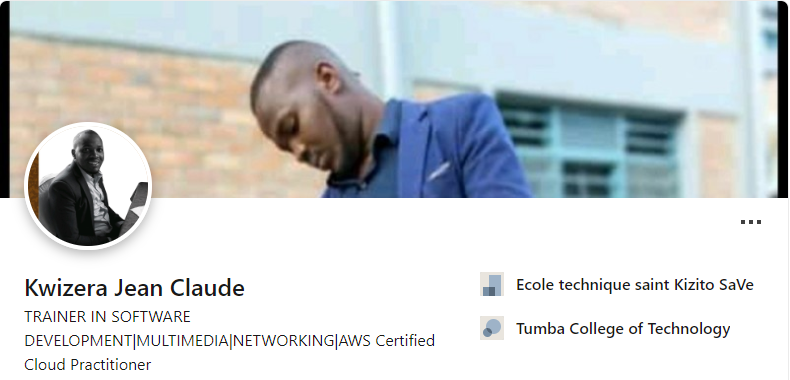 Kwizera Jean Claude
TRAINER IN SOFTWARE
DEVELOPMENT|MULTIMEDIA|NETWORKING|AWS Certified
Cloud Practitioner
Ecole technique saint Kizito SaVe
Tumba College of Technology